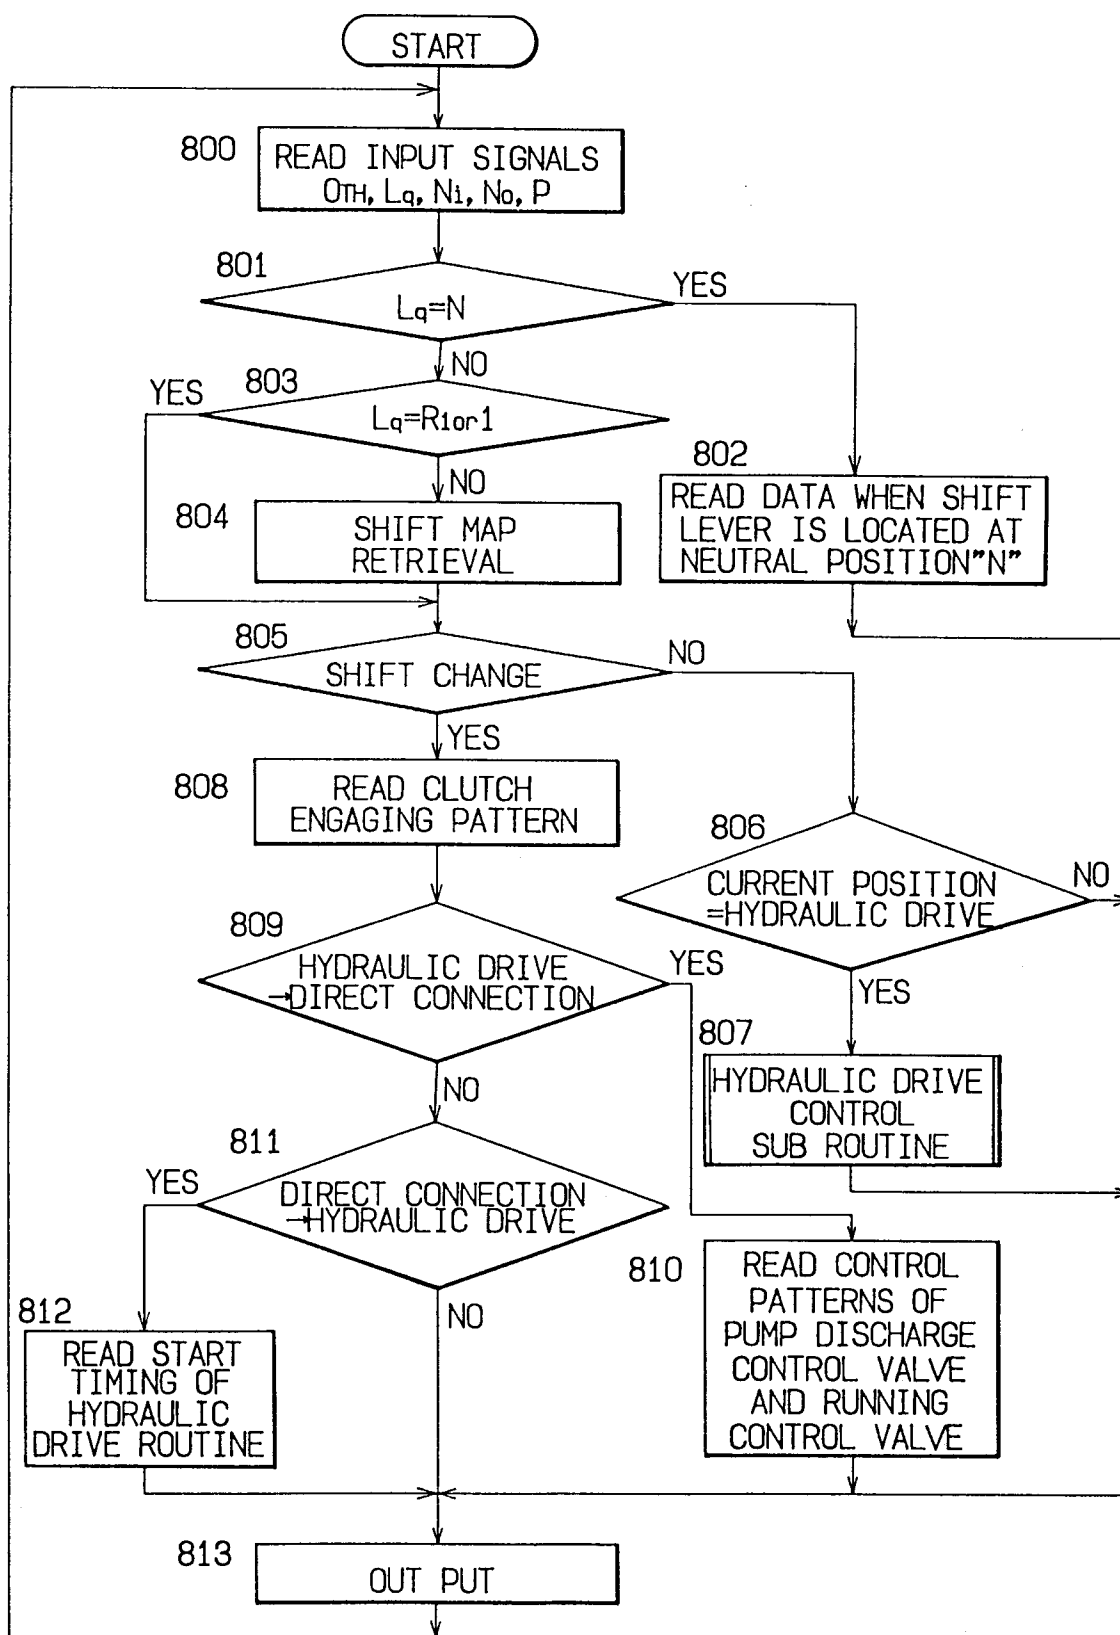 START
800
READ INPUT SIGNALS
OTH, Lq, Ni, No, P
801
Lq=N
YES
NO
YES
803
Lq=R1or1
NO
802
READ DATA WHEN SHIFT
LEVER IS LOCATED AT
NEUTRAL POSITION"N"
804
SHIFT MAP
RETRIEVAL
805
SHIFT CHANGE
NO
YES
808
READ CLUTCH
ENGAGING PATTERN
806
CURRENT POSITION
=HYDRAULIC DRIVE
NO
YES
809
HYDRAULIC DRIVE
→DIRECT CONNECTION
YES
NO
807
HYDRAULIC DRIVE
CONTROL
SUB ROUTINE
811
YES
DIRECT CONNECTION
→HYDRAULIC DRIVE
NO
810
READ CONTROL
PATTERNS OF
PUMP DISCHARGE
CONTROL VALVE
AND RUNNING
CONTROL VALVE
812
READ START
TIMING OF
HYDRAULIC
DRIVE ROUTINE
813
OUT PUT